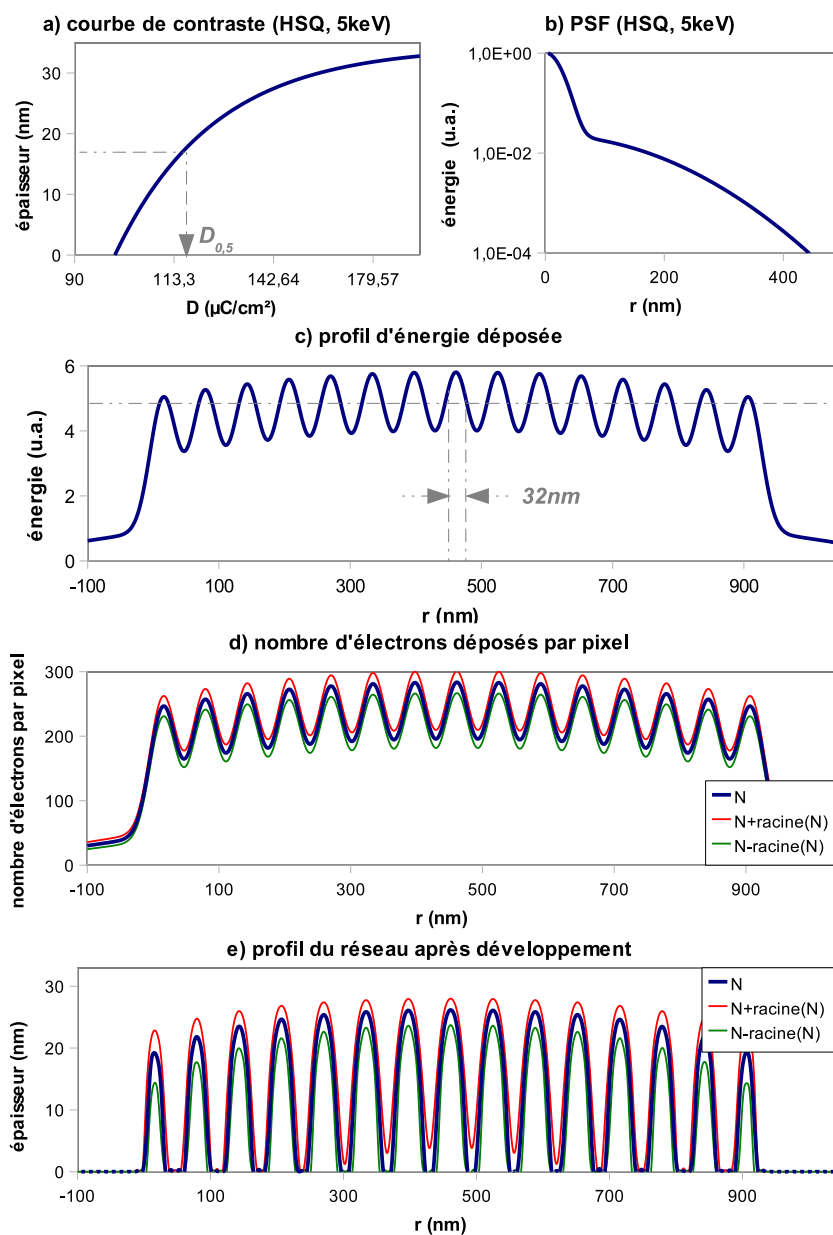 a) courbe de contraste (HSQ, 5keV)
épaisseur (nm)
30
20
10
0
D0,5
90
113,3
142,64
179,57
D (µC/cm²)
b) PSF (HSQ, 5keV)
énergie (u.a.)
1,0E+00
1,0E-02
1,0E-04
0
200
400
r (nm)
c) profil d'énergie déposée
énergie (u.a.)
6
4
2
0
32nm
-100
100
300
500
700
900
r (nm)
d) nombre d'électrons déposés par pixel
nombre d'électrons par pixel
300
200
100
0
N
N+racine(N)
N-racine(N)
-100
100
300
500
700
900
r (nm)
e) profil du réseau après développement
épaisseur (nm)
30
20
10
0
N
N+racine(N)
N-racine(N)
-100
100
300
500
700
900
r (nm)